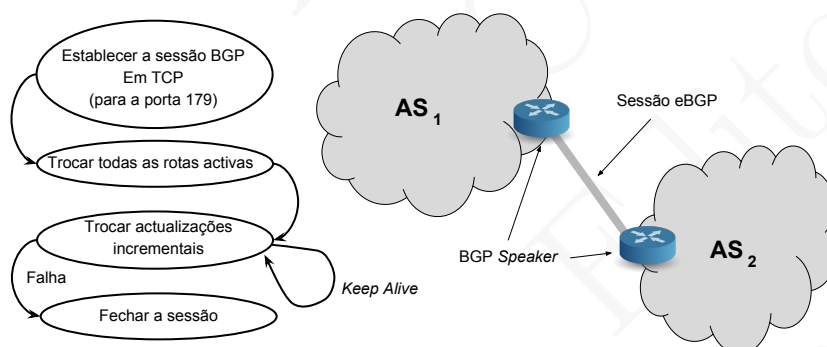 Establecer a sessão BGP
Em TCP
(para a porta 179)
Trocar todas as rotas activas
Trocar actualizações
incrementais
Falha
Keep Alive
Fechar a sessão
AS 1
Sessão eBGP
BGP Speaker
AS 2